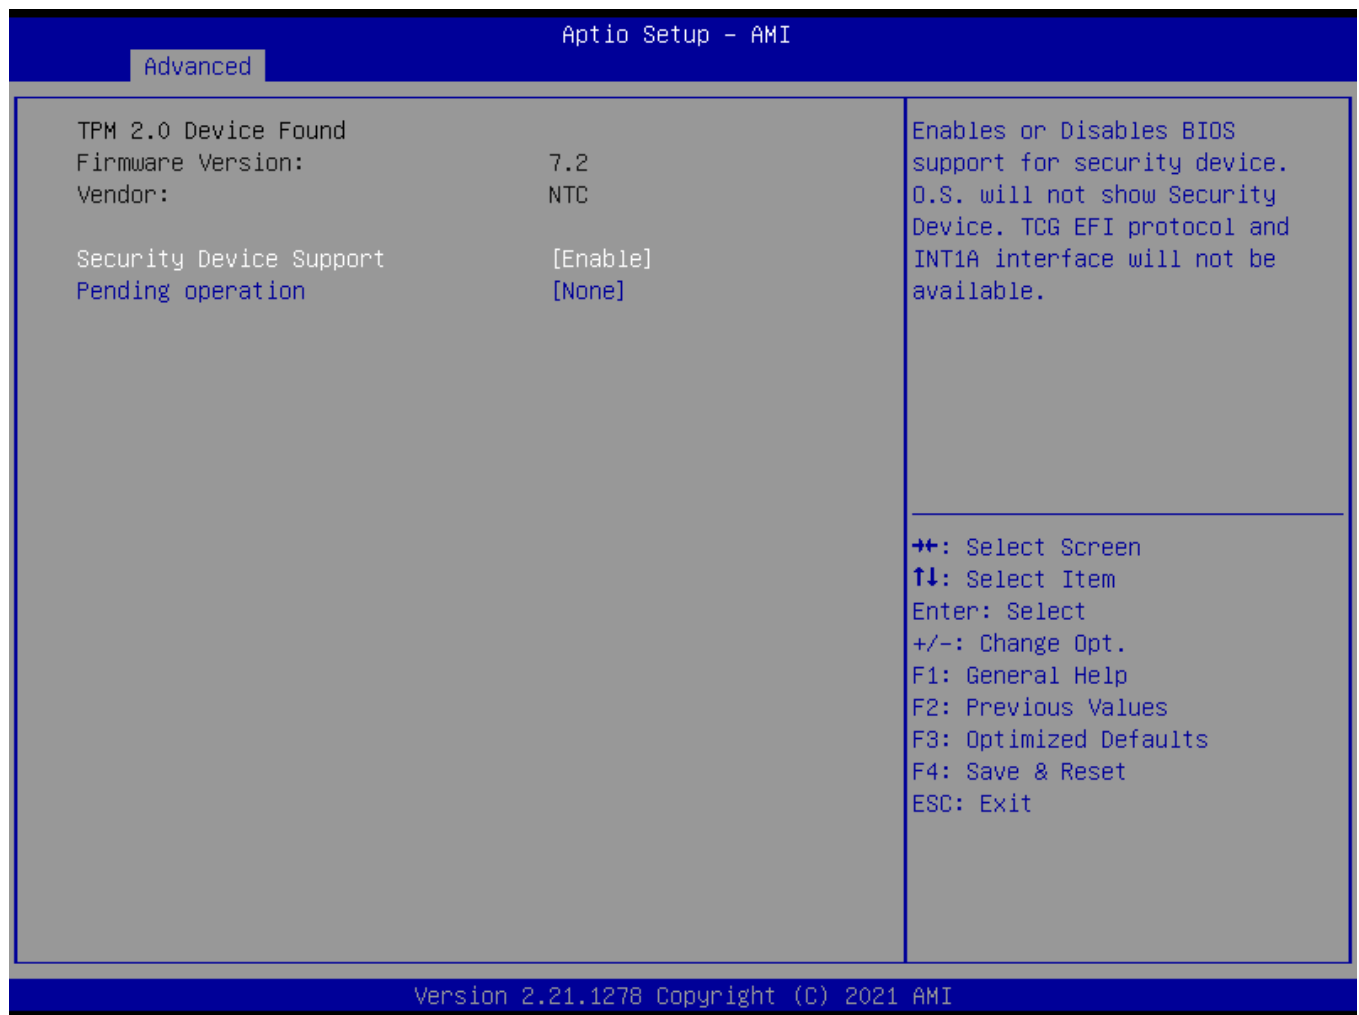 Aptio Setup – AMI
Advanced
TPM 2.0 Device Found
Firmware Version: 7.2
Vendor: NTC
Security Device Support [Enable]
Pending operation [None]
Enables or Disables BIOS
support for security device.
O.S. will not show Security
Device. TCG EFI protocol and
INT1A interface will not be
available.
→←: Select Screen
↑↓: Select Item
Enter: Select
+/-: Change Opt.
F1: General Help
F2: Previous Values
F3: Optimized Defaults
F4: Save & Reset
ESC: Exit
Version 2.21.1278 Copyright (C) 2021 AMI